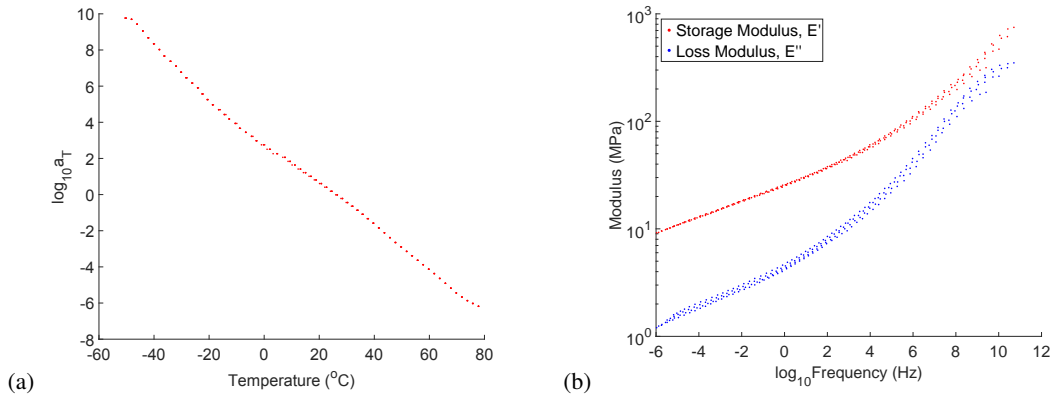 10
8
6
4
2
0
-2
-4
-6
-8
-60 -40 -20 0 20 40 60 80
log10aT
Temperature (oC)
(a)
Storage Modulus, E'
Loss Modulus, E''
10^3
10^2
10^1
10^0
-6 -4 -2 0 2 4 6 8 10 12
Modulus (MPa)
log10Frequency (Hz)
(b)